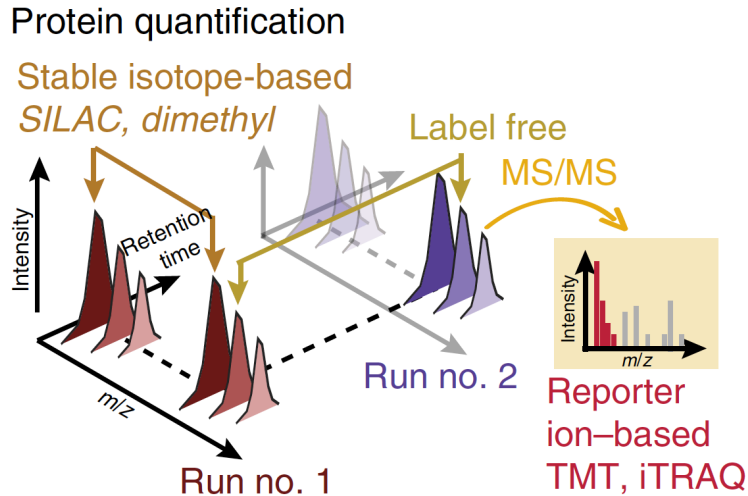 Protein quantification
Stable isotope-based
SILAC, dimethyl
Label free
MS/MS
Intensity
Retention
time
m/z
Run no. 1
Run no. 2
Intensity
m/z
Reporter
ion–based
TMT, iTRAQ